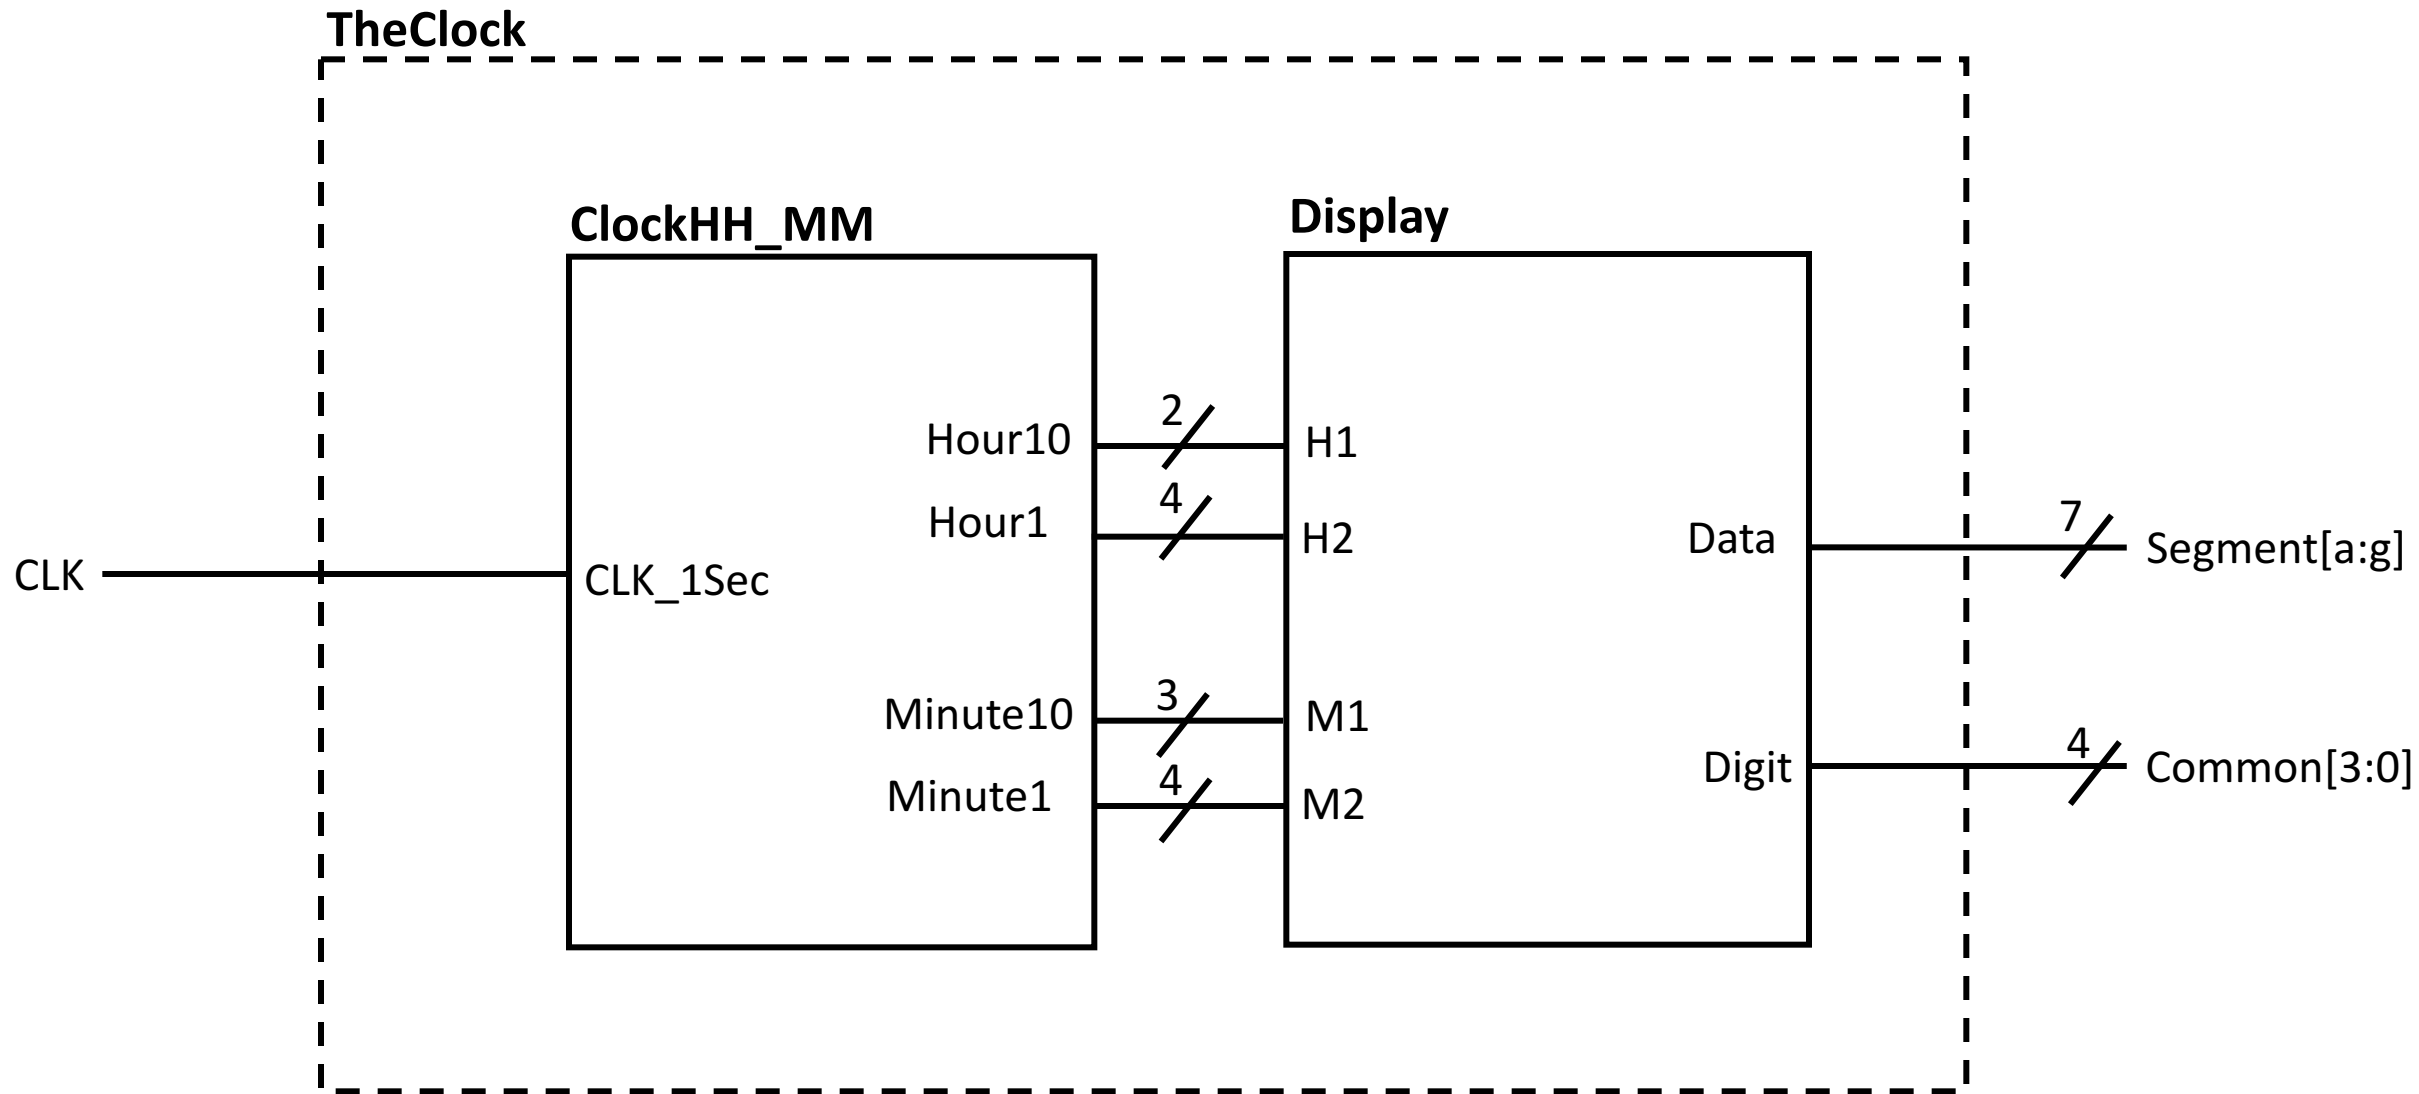 TheClock
ClockHH_MM
Display
Hour10
2
H1
Hour1
4
H2
CLK
CLK_1Sec
Data
7
Segment[a:g]
Minute10
3
M1
Minute1
4
M2
Digit
4
Common[3:0]